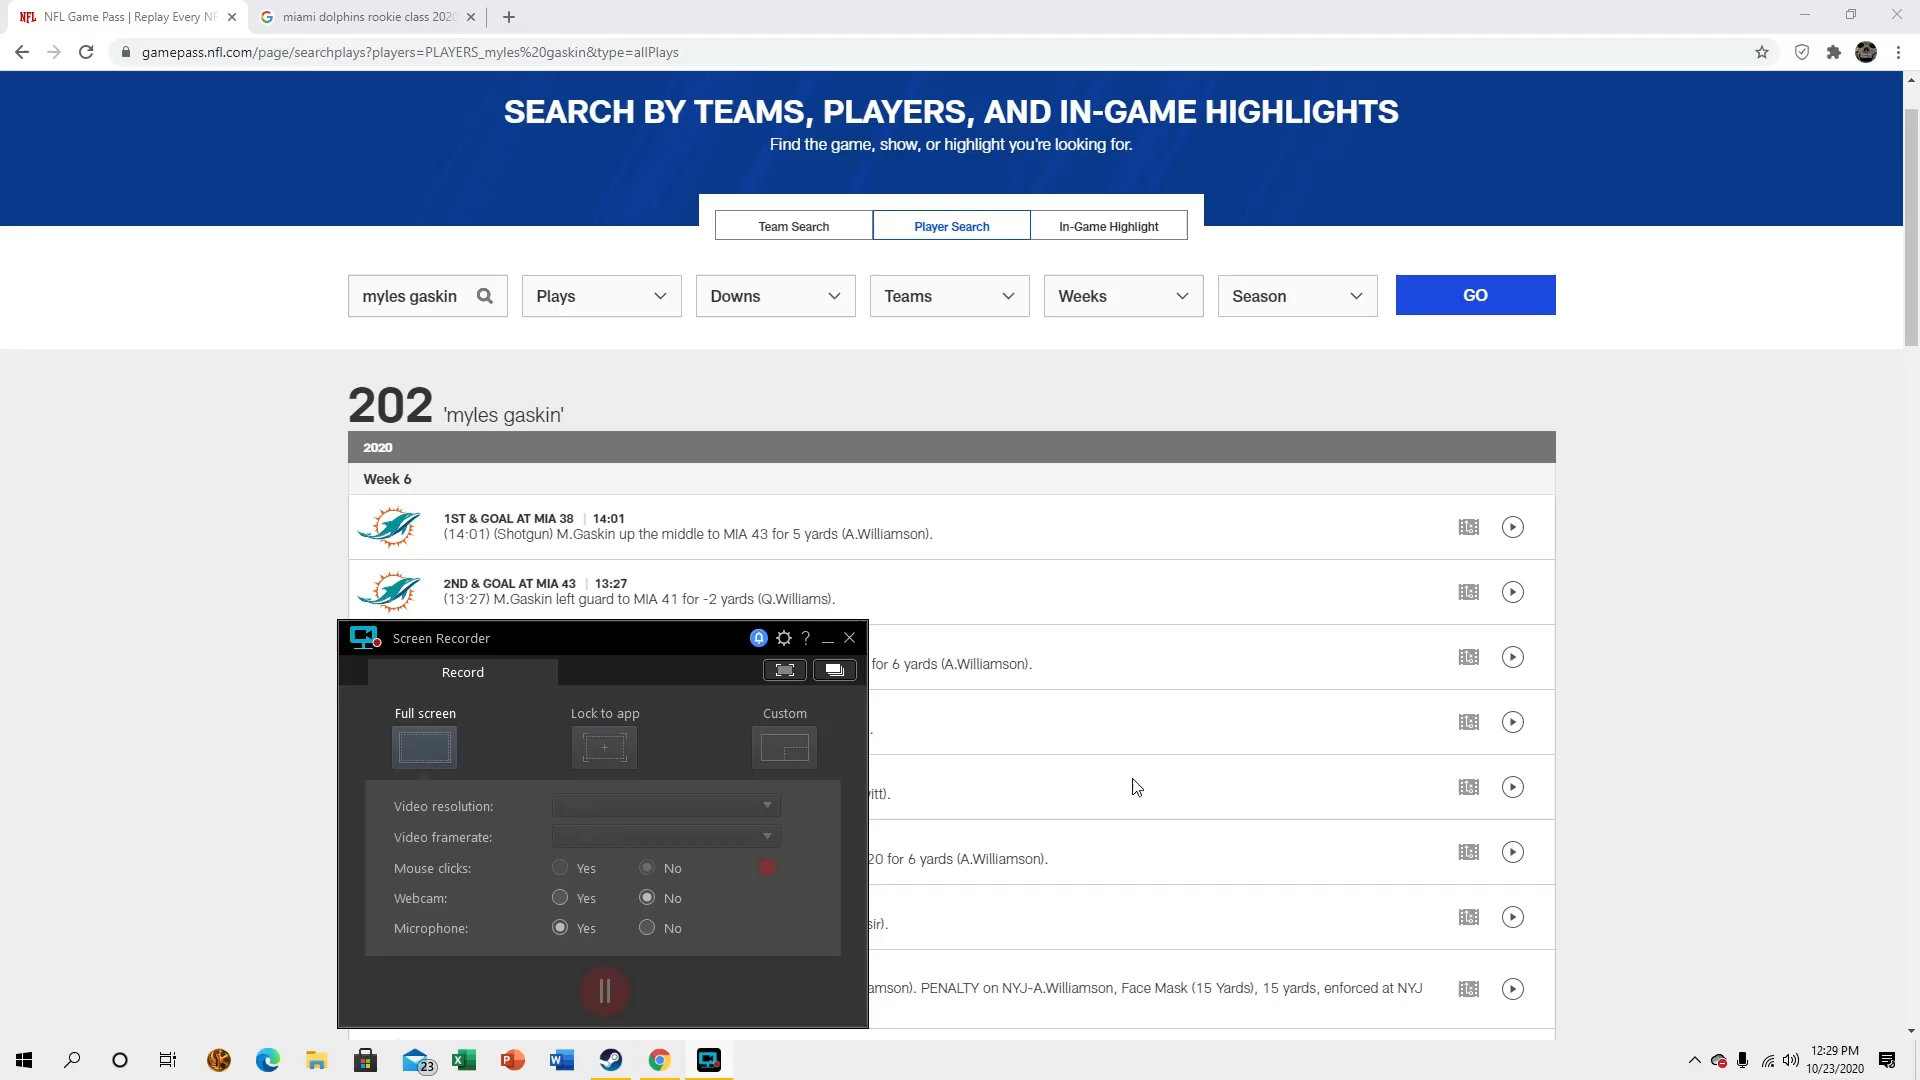 NFL Game Pass | Replay Every NF
miami dolphins rookie class 2020
gamepass.nfl.com/page/searchplays?players=PLAYERS_myles%20gaskin&type=allPlays
SEARCH BY TEAMS, PLAYERS, AND IN-GAME HIGHLIGHTS
Find the game, show, or highlight you're looking for.
Team Search
Player Search
In-Game Highlight
myles gaskin
Plays
Downs
Teams
Weeks
Season
GO
202 'myles gaskin'
2020
Week 6
1ST & GOAL AT MIA 38 | 14:01
(14:01) (Shotgun) M.Gaskin up the middle to MIA 43 for 5 yards (A.Williamson).
2ND & GOAL AT MIA 43 | 13:27
(13:27) M.Gaskin left guard to MIA 41 for -2 yards (Q.Williams).
for 6 yards (A.Williamson).
.
itt).
20 for 6 yards (A.Williamson).
sir).
amson). PENALTY on NYJ-A.Williamson, Face Mask (15 Yards), 15 yards, enforced at NYJ
Screen Recorder
?
Record
Full screen
Lock to app
Custom
Video resolution:
Video framerate:
Mouse clicks: Yes No
Webcam: Yes No
Microphone: Yes No
23
12:29 PM
10/23/2020